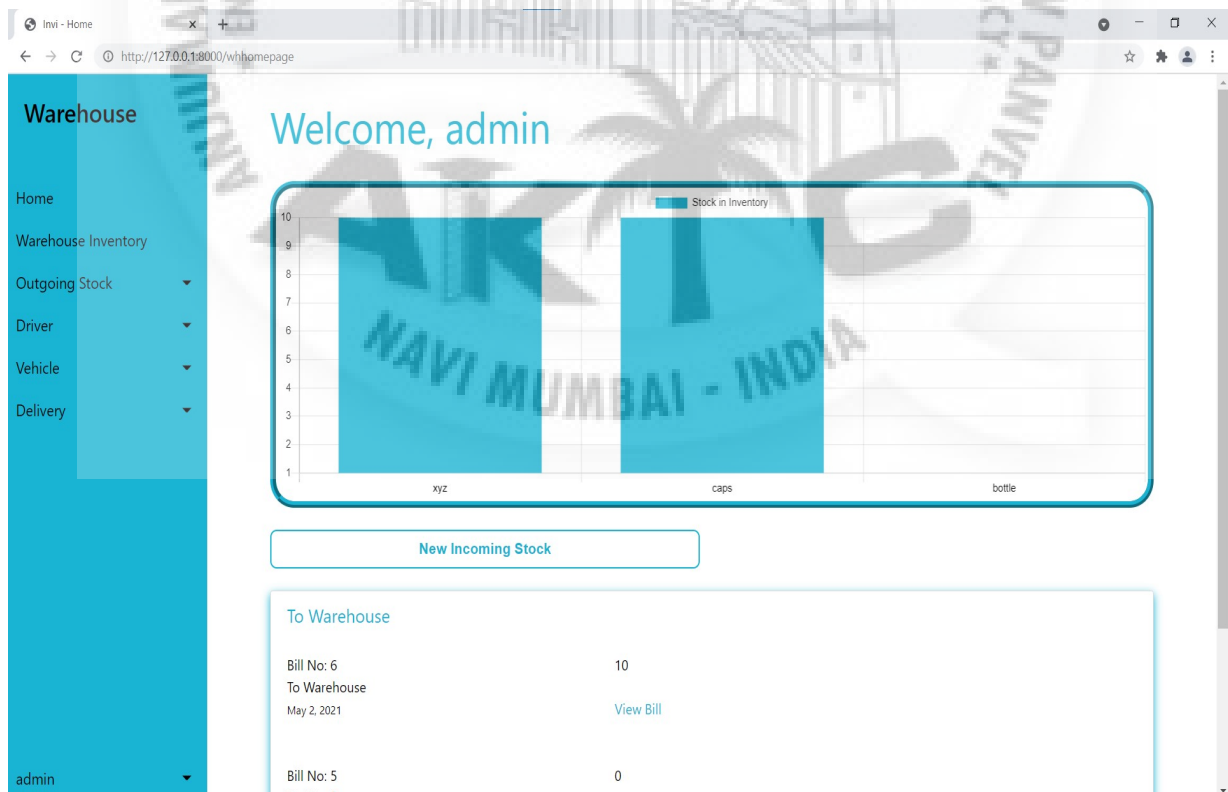 Invi - Home
http://127.0.0.1:8000/whhomepage
Warehouse
Home
Warehouse Inventory
Outgoing Stock
Driver
Vehicle
Delivery
admin
Welcome, admin
Stock in Inventory
10
9
8
7
6
5
4
3
2
1
xyz
caps
bottle
New Incoming Stock
To Warehouse
Bill No: 6
10
To Warehouse
May 2, 2021
View Bill
Bill No: 5
0
AKTC
NAVI MUMBAI - INDIA